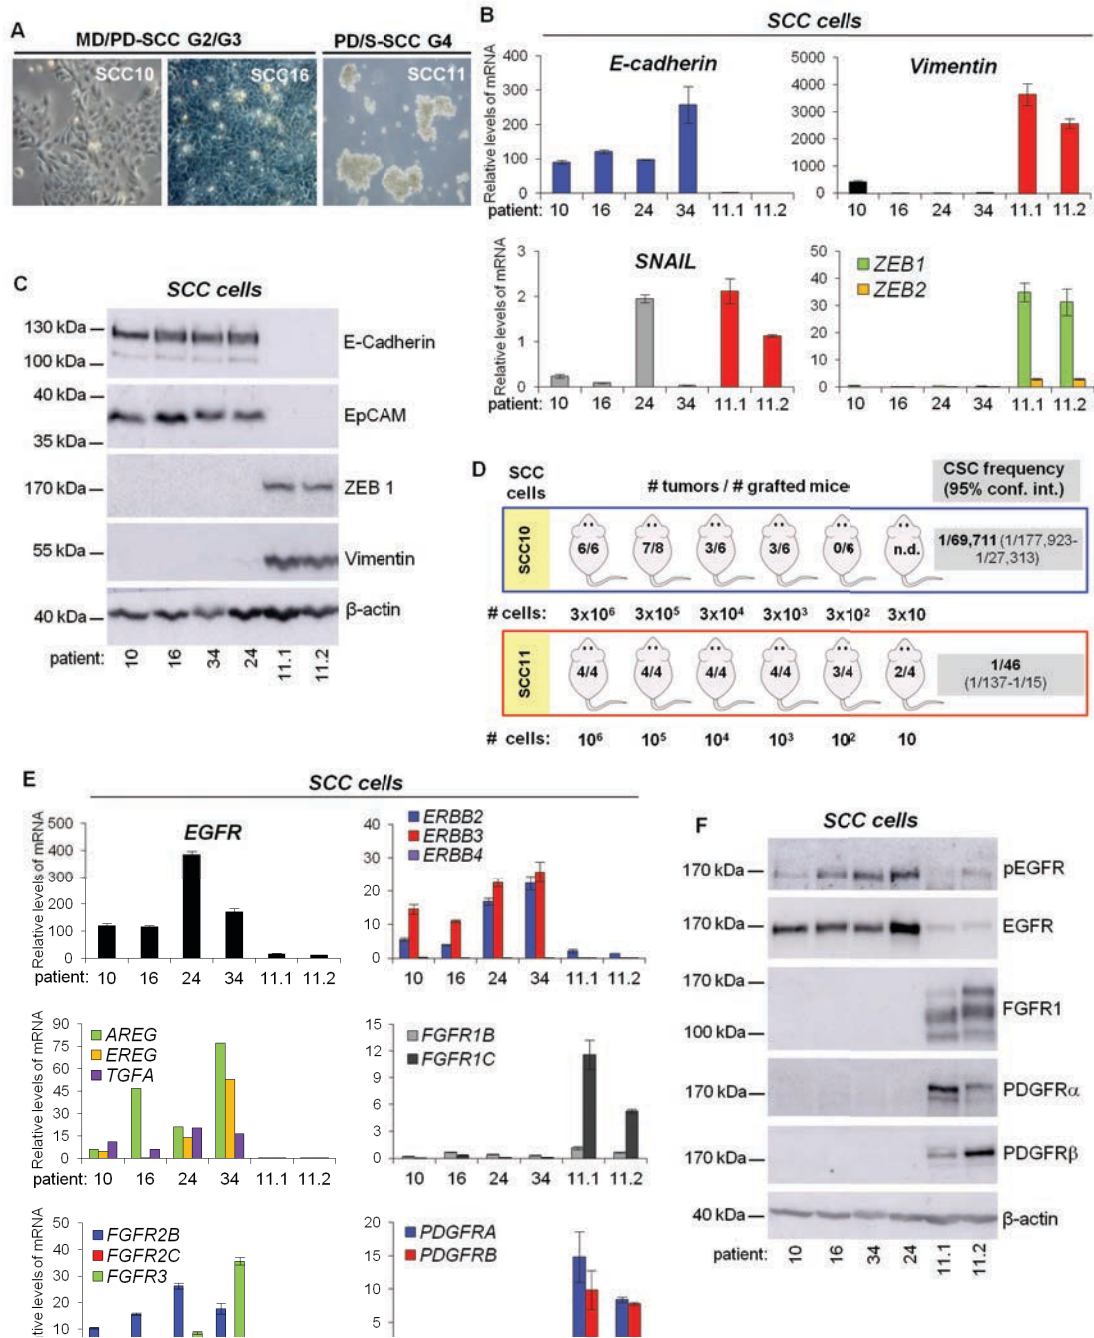 A
MD/PD-SCC G2/G3
PD/S-SCC G4
SCC10
SCC16
SCC11
B
SCC cells
Relative levels of mRNA
E-cadherin
400
300
200
100
0
patient: 10 16 24 34 11.1 11.2
Vimentin
5000
4000
3000
2000
1000
0
10 16 24 34 11.1 11.2
Relative levels of mRNA
SNAIL
3
2
1
0
patient: 10 16 24 34 11.1 11.2
50
40
30
20
10
0
ZEB1
ZEB2
10 16 24 34 11.1 11.2
C
SCC cells
130 kDa
100 kDa
E-Cadherin
40 kDa
35 kDa
EpCAM
170 kDa
ZEB 1
55 kDa
Vimentin
40 kDa
β-actin
patient: 10 16 34 24 11.1 11.2
D
SCC cells
# tumors / # grafted mice
CSC frequency
(95% conf. int.)
SCC10
6/6 7/8 3/6 3/6 0/6 n.d.
1/69,711 (1/177,923-
1/27,313)
# cells: 3x10⁶ 3x10⁵ 3x10⁴ 3x10³ 3x10² 3x10
SCC11
4/4 4/4 4/4 4/4 3/4 2/4
1/46
(1/137-1/15)
# cells: 10⁶ 10⁵ 10⁴ 10³ 10² 10
E
SCC cells
Relative levels of mRNA
EGFR
500
400
300
200
100
0
patient: 10 16 24 34 11.1 11.2
40
30
20
10
0
ERBB2
ERBB3
ERBB4
10 16 24 34 11.1 11.2
Relative levels of mRNA
90
75
60
45
30
15
0
AREG
EREG
TGFA
patient: 10 16 24 34 11.1 11.2
15
12
9
6
3
0
FGFR1B
FGFR1C
10 16 24 34 11.1 11.2
levels of mRNA
50
40
30
20
10
FGFR2B
FGFR2C
FGFR3
20
15
10
5
PDGFRA
PDGFRB
F
SCC cells
170 kDa
pEGFR
170 kDa
EGFR
170 kDa
100 kDa
FGFR1
170 kDa
PDGFRα
170 kDa
PDGFRβ
40 kDa
β-actin
patient: 10 16 34 24 11.1 11.2